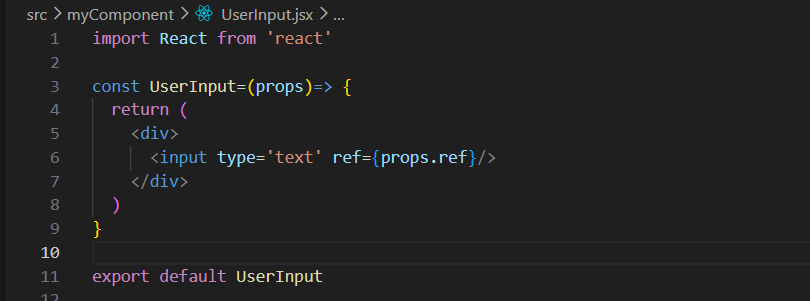 src > myComponent > UserInput.jsx > ...
1 import React from 'react'
2
3 const UserInput=(props)=> {
4 return (
5 <div>
6 <input type='text' ref={props.ref}/>
7 </div>
8 )
9 }
10
11 export default UserInput
12